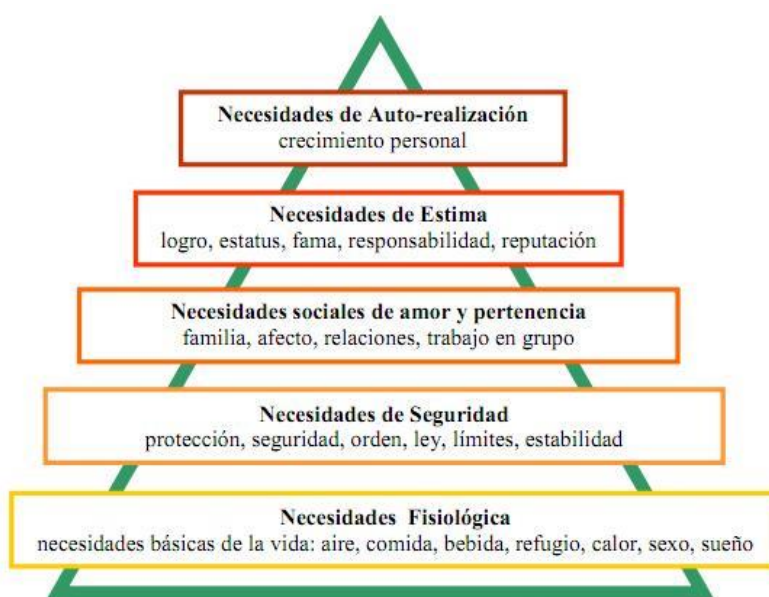 Necesidades de Auto-realización
crecimiento personal
Necesidades de Estima
logro, estatus, fama, responsabilidad, reputación
Necesidades sociales de amor y pertenencia
familia, afecto, relaciones, trabajo en grupo
Necesidades de Seguridad
protección, seguridad, orden, ley, límites, estabilidad
Necesidades Fisiológica
necesidades básicas de la vida: aire, comida, bebida, refugio, calor, sexo, sueño